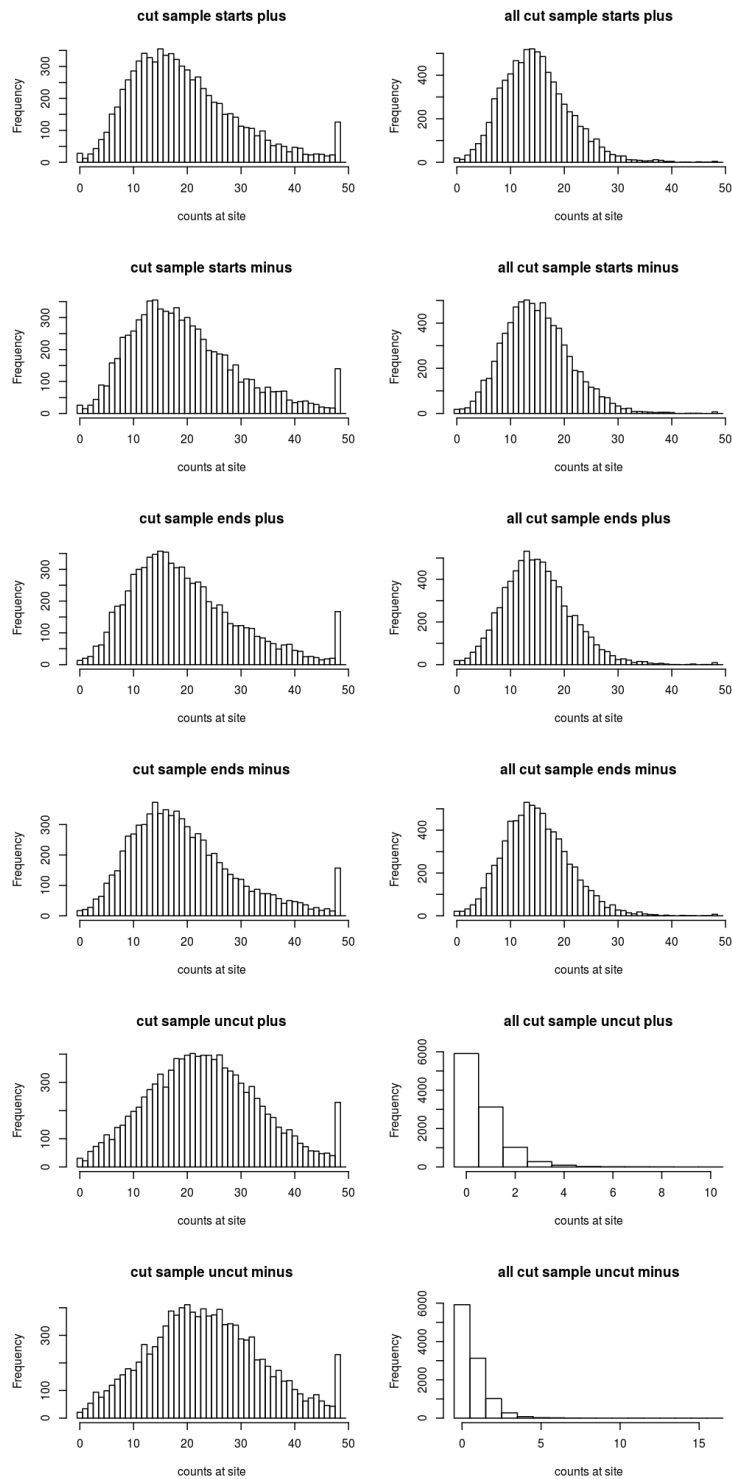 cut sample starts plus
Frequency
0 100 200 300
0 10 20 30 40 50
counts at site
all cut sample starts plus
Frequency
0 200 400
0 10 20 30 40 50
counts at site
cut sample starts minus
Frequency
0 100 200 300
0 10 20 30 40 50
counts at site
all cut sample starts minus
Frequency
0 200 400
0 10 20 30 40 50
counts at site
cut sample ends plus
Frequency
0 100 200 300
0 10 20 30 40 50
counts at site
all cut sample ends plus
Frequency
0 200 400
0 10 20 30 40 50
counts at site
cut sample ends minus
Frequency
0 100 200 300
0 10 20 30 40 50
counts at site
all cut sample ends minus
Frequency
0 200 400
0 10 20 30 40 50
counts at site
cut sample uncut plus
Frequency
0 100 300
0 10 20 30 40 50
counts at site
all cut sample uncut plus
Frequency
0 2000 4000 6000
0 2 4 6 8 10
counts at site
cut sample uncut minus
Frequency
0 100 300
0 10 20 30 40 50
counts at site
all cut sample uncut minus
Frequency
0 2000 4000 6000
0 5 10 15
counts at site